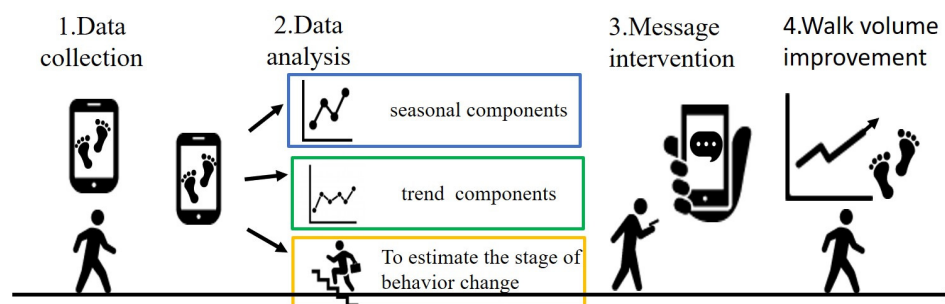 1.Data
collection
2.Data
analysis
seasonal components
trend components
To estimate the stage of
behavior change
3.Message
intervention
4.Walk volume
improvement